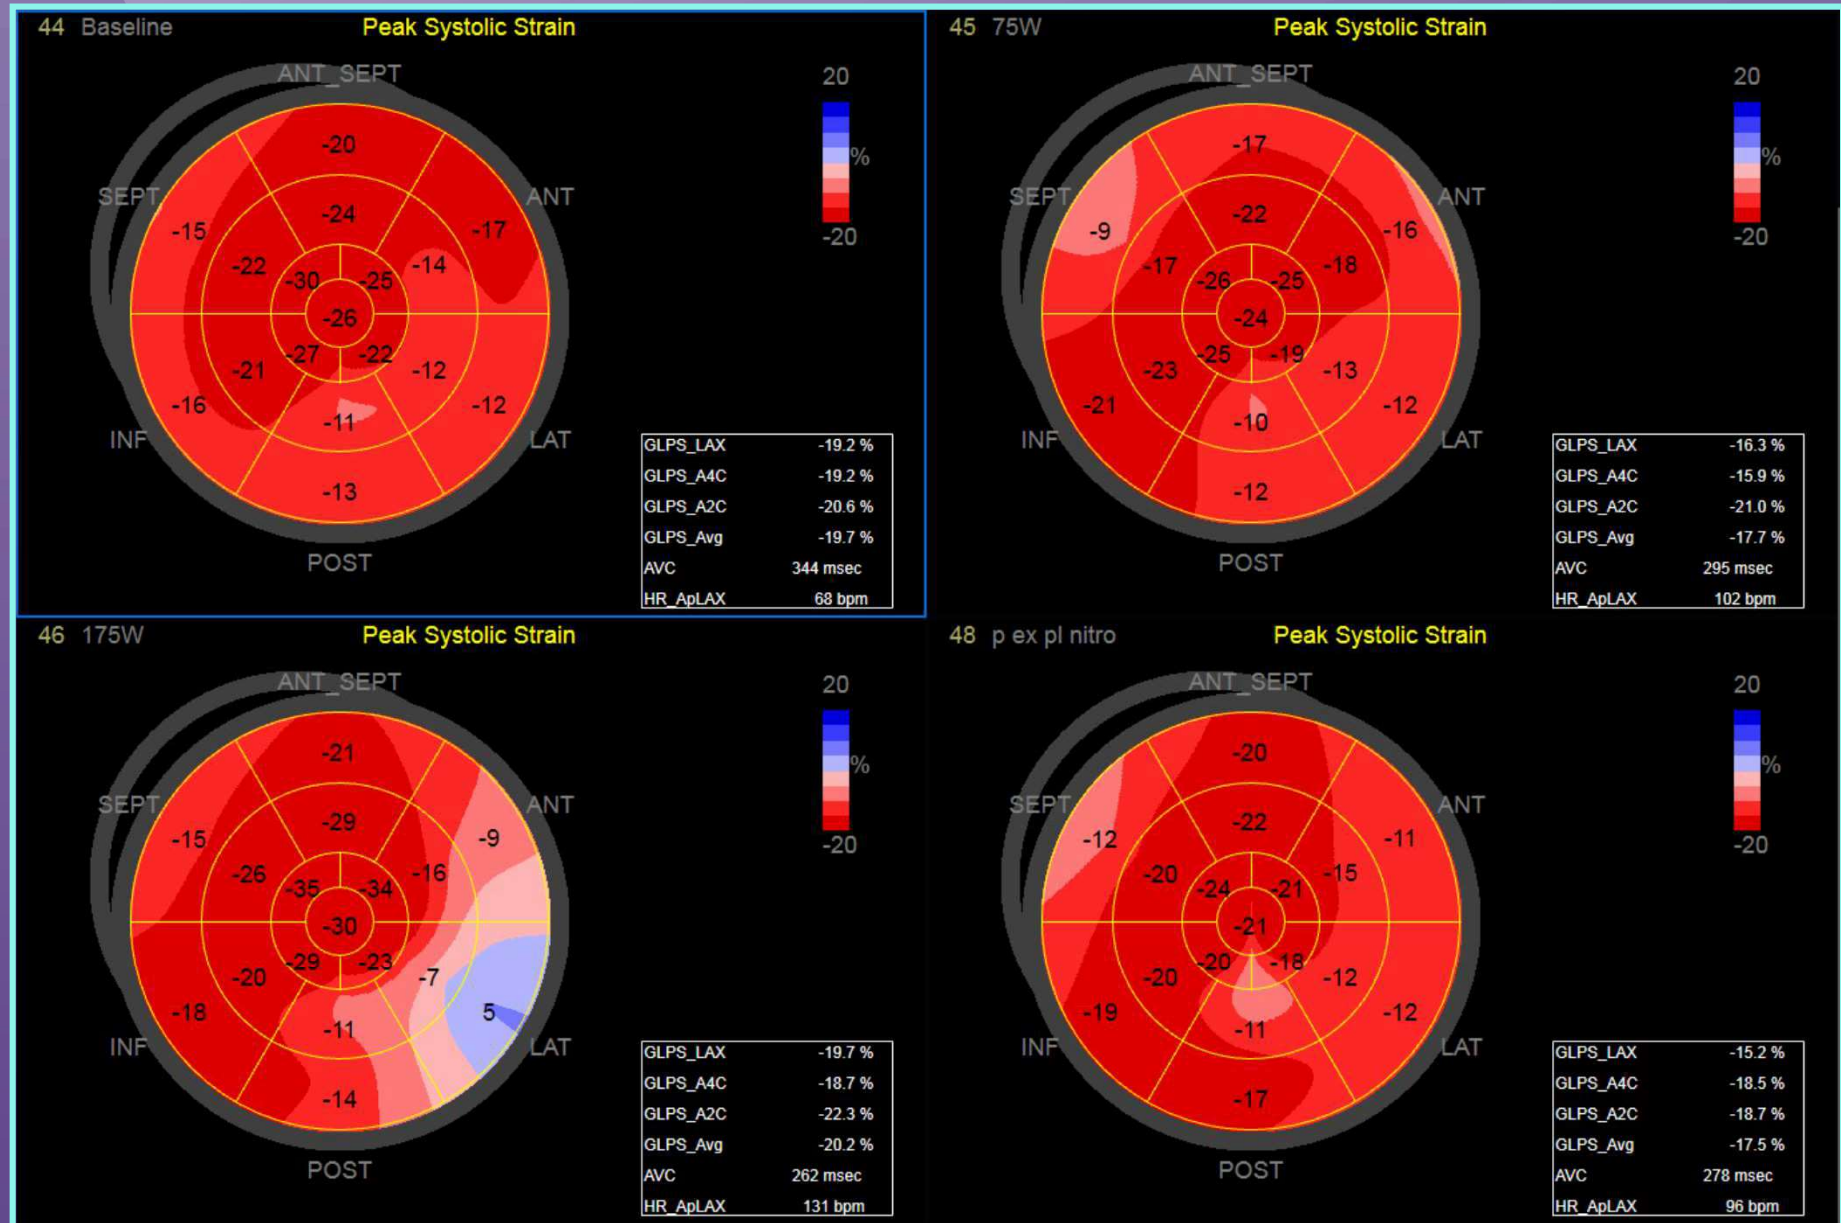 44 Baseline Peak Systolic Strain
20
ANT_SEPT
%
-20
SEPT ANT
-20
-24
-15 -17
-22 -14
-30 -25
-26
-27 -22
-21 -12
-16 -12
-11
INF LAT
-13
POST
GLPS_LAX -19.2 %
GLPS_A4C -19.2 %
GLPS_A2C -20.6 %
GLPS_Avg -19.7 %
AVC 344 msec
HR_ApLAX 68 bpm
45 75W Peak Systolic Strain
20
ANT_SEPT
%
-20
SEPT ANT
-17
-22
-9 -16
-17 -18
-26 -25
-24
-25 -19
-23 -13
-21 -12
-10
INF LAT
-12
POST
GLPS_LAX -16.3 %
GLPS_A4C -15.9 %
GLPS_A2C -21.0 %
GLPS_Avg -17.7 %
AVC 295 msec
HR_ApLAX 102 bpm
46 175W Peak Systolic Strain
20
ANT_SEPT
%
-20
SEPT ANT
-21
-29
-15 -9
-26 -16
-35 -34
-30
-29 -23
-20 -7
-18 5
-11
INF LAT
-14
POST
GLPS_LAX -19.7 %
GLPS_A4C -18.7 %
GLPS_A2C -22.3 %
GLPS_Avg -20.2 %
AVC 262 msec
HR_ApLAX 131 bpm
48 p ex pl nitro Peak Systolic Strain
20
ANT_SEPT
%
-20
SEPT ANT
-20
-22
-12 -11
-20 -15
-24 -21
-21
-20 -18
-20 -12
-19 -12
-11
INF LAT
-17
POST
GLPS_LAX -15.2 %
GLPS_A4C -18.5 %
GLPS_A2C -18.7 %
GLPS_Avg -17.5 %
AVC 278 msec
HR_ApLAX 96 bpm